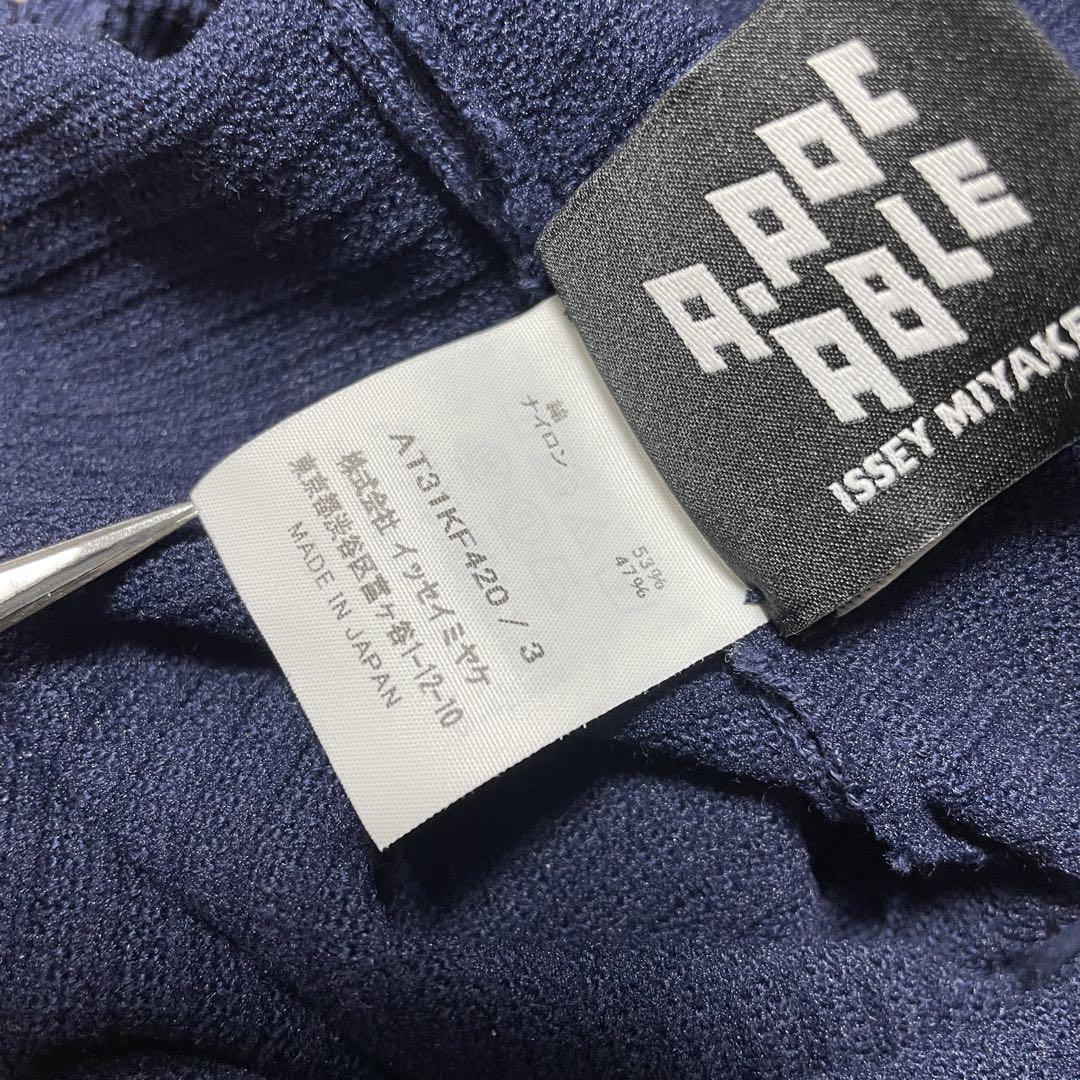 A.POC
ABLE
ISSEY MIYAKE
綿 53%
ナイロン 47%
AT31KF420 / 3
株式会社 イッセイミヤケ
東京都渋谷区富ヶ谷1-12-10
MADE IN JAPAN